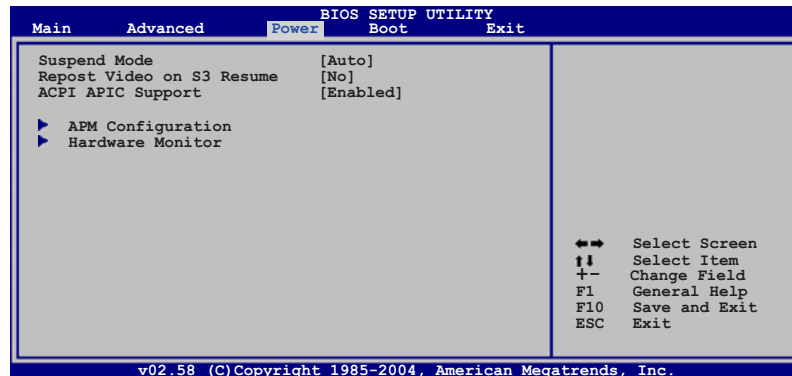 BIOS SETUP UTILITY
Main Advanced Power Boot Exit
Suspend Mode [Auto]
Repost Video on S3 Resume [No]
ACPI APIC Support [Enabled]
APM Configuration
Hardware Monitor
←→ Select Screen
↑↓ Select Item
+- Change Field
F1 General Help
F10 Save and Exit
ESC Exit
v02.58 (C)Copyright 1985-2004, American Megatrends, Inc.